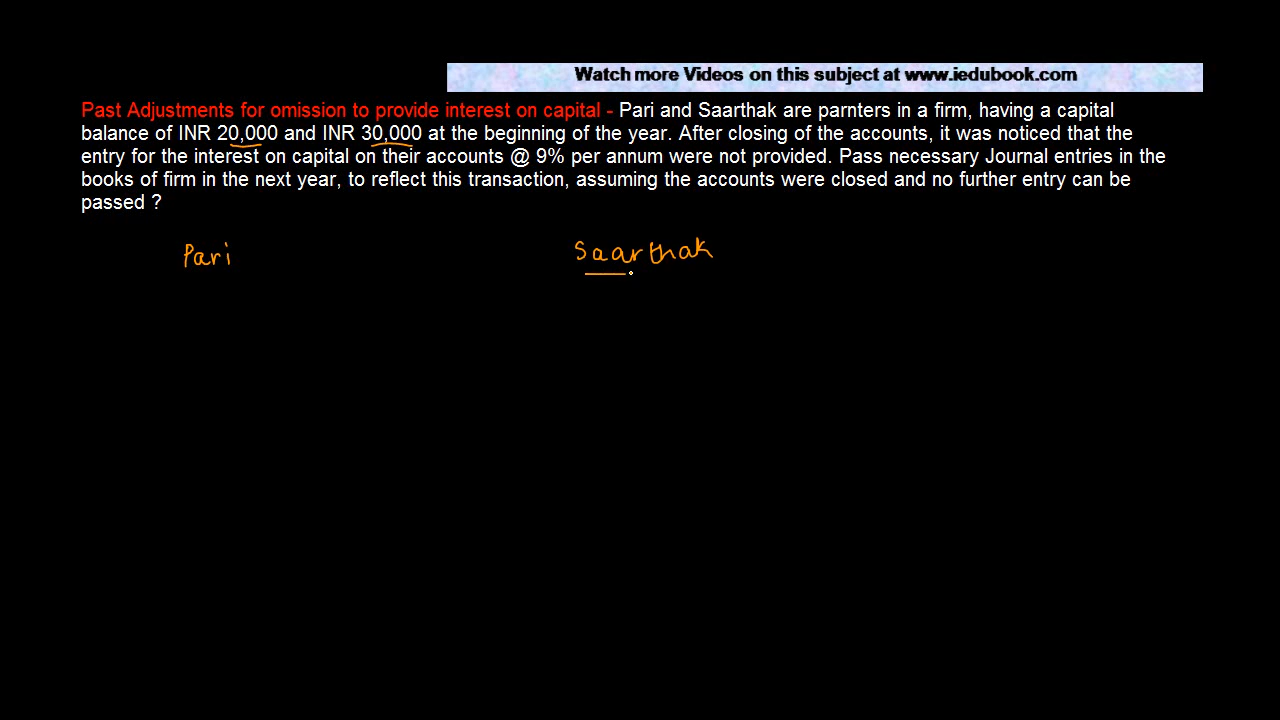 Watch more Videos on this subject at www.iedubook.com
Past Adjustments for omission to provide interest on capital - Pari and Saarthak are parnters in a firm, having a capital
balance of INR 20,000 and INR 30,000 at the beginning of the year. After closing of the accounts, it was noticed that the
entry for the interest on capital on their accounts @ 9% per annum were not provided. Pass necessary Journal entries in the
books of firm in the next year, to reflect this transaction, assuming the accounts were closed and no further entry can be
passed ?
Pari Saarthak